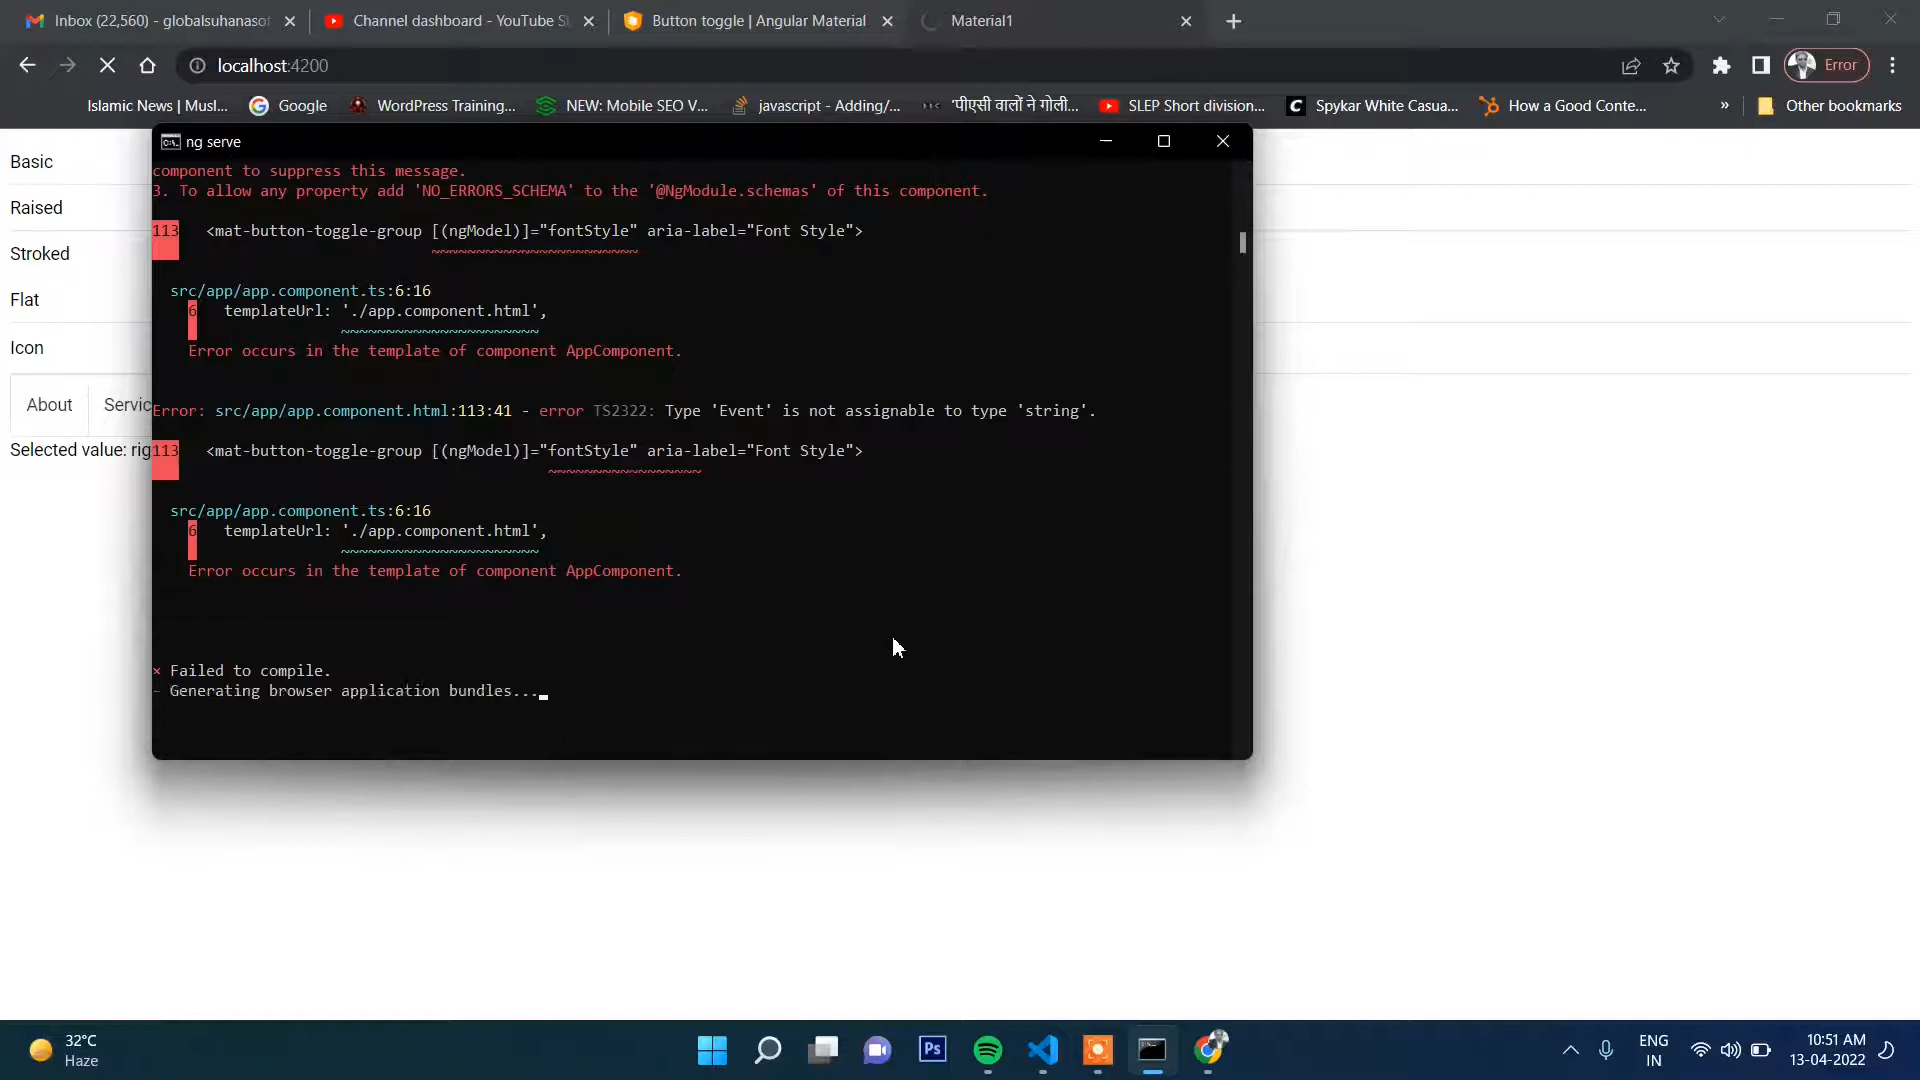 Inbox (22,560) - globalsuhanasof
Channel dashboard - YouTube S
Button toggle | Angular Material
Material1
localhost:4200
Error
Islamic News | Musl...
Google
WordPress Training...
NEW: Mobile SEO V...
javascript - Adding/...
'पीएसी वालों ने गोली...
SLEP Short division...
Spykar White Casua...
How a Good Conte...
»
Other bookmarks
Basic
Raised
Stroked
Flat
Icon
About
Servic
Selected value: rig
ng serve
component to suppress this message.
3. To allow any property add 'NO_ERRORS_SCHEMA' to the '@NgModule.schemas' of this component.
113 <mat-button-toggle-group [(ngModel)]="fontStyle" aria-label="Font Style">
~~~~~~~~~~~~~~~~~~~~~~~
src/app/app.component.ts:6:16
6 templateUrl: './app.component.html',
~~~~~~~~~~~~~~~~~~~~~~
Error occurs in the template of component AppComponent.
Error: src/app/app.component.html:113:41 - error TS2322: Type 'Event' is not assignable to type 'string'.
113 <mat-button-toggle-group [(ngModel)]="fontStyle" aria-label="Font Style">
~~~~~~~~~~~~~~~~~
src/app/app.component.ts:6:16
6 templateUrl: './app.component.html',
~~~~~~~~~~~~~~~~~~~~~~
Error occurs in the template of component AppComponent.
× Failed to compile.
- Generating browser application bundles..._
32°C
Haze
Ps
ENG
IN
10:51 AM
13-04-2022